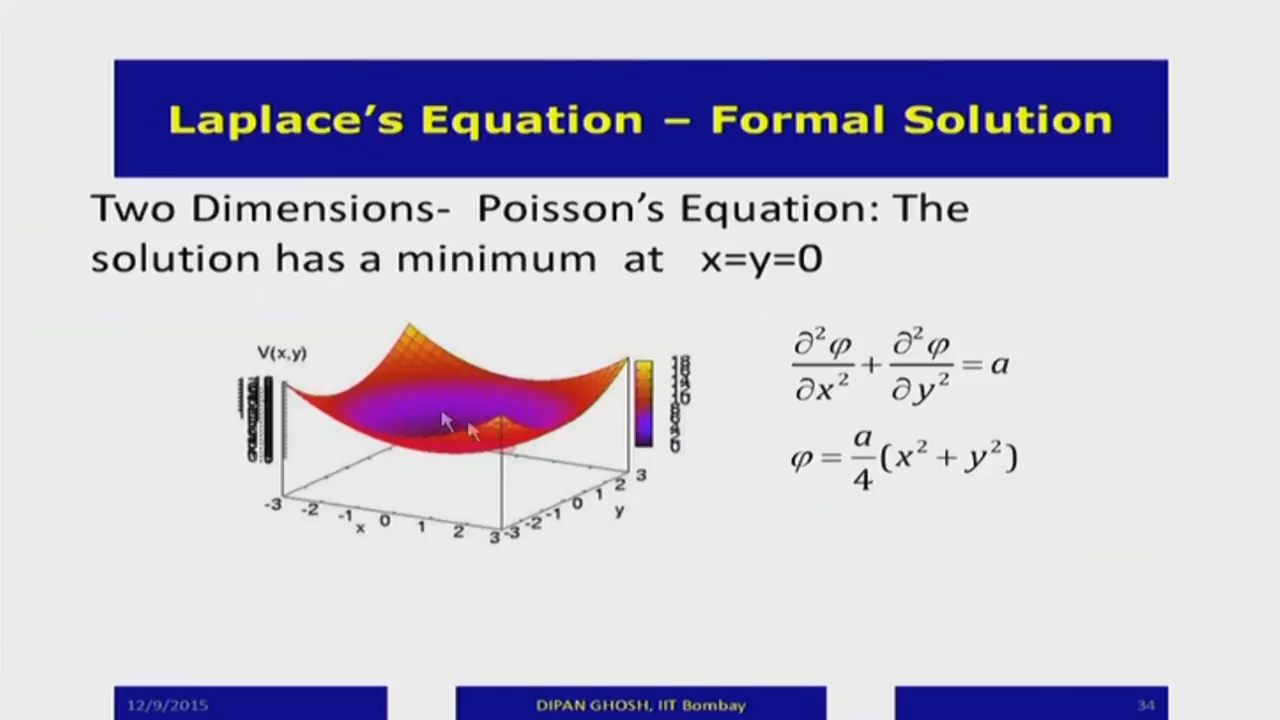 Laplace’s Equation – Formal Solution
Two Dimensions- Poisson’s Equation: The
solution has a minimum at x=y=0
V(x,y)
-3 -2 -1 0 1 2 3
x
-3 -2 -1 0 1 2 3
y
∂²φ/∂x² + ∂²φ/∂y² = a
φ = a/4 (x² + y²)
12/9/2015
DIPAN GHOSH, IIT Bombay
34